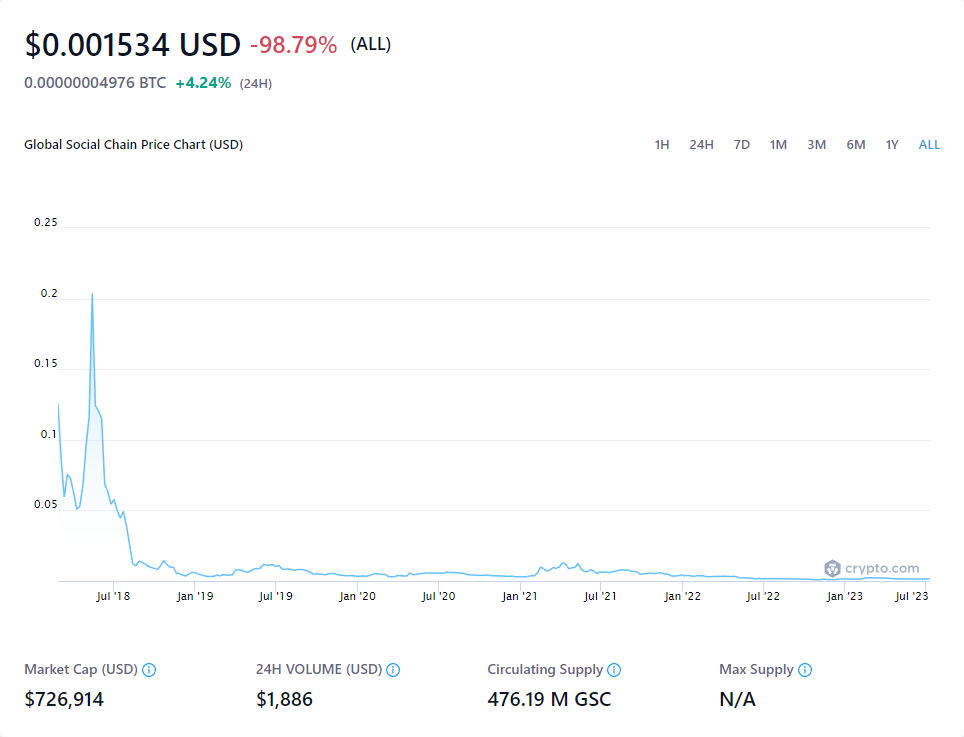 $0.001534 USD -98.79% (ALL)
0.00000004976 BTC +4.24% (24H)
Global Social Chain Price Chart (USD) 1H 24H 7D 1M 3M 6M 1Y ALL
0.25
0.2
0.15
0.1
0.05
crypto.com
Jul '18 Jan '19 Jul '19 Jan '20 Jul '20 Jan '21 Jul '21 Jan '22 Jul '22 Jan '23 Jul '23
Market Cap (USD) 24H VOLUME (USD) Circulating Supply Max Supply
$726,914 $1,886 476.19 M GSC N/A